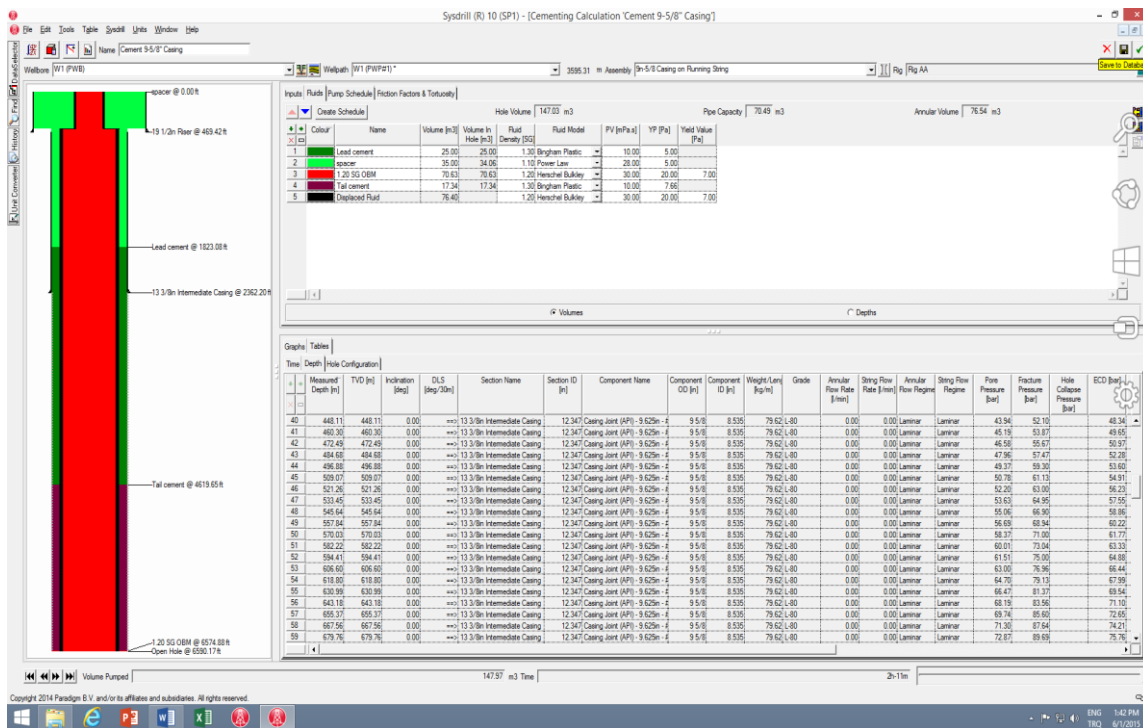 Sysdrill (R) 10 (SP1) - [Cementing Calculation 'Cement 9-5/8" Casing']
File Edit Tools Table Sysdrill Units Window Help
Name Cement 9-5/8" Casing
Save to Databa
Wellbore W1 (PWB) Wellpath W1 (PWP#1)* 3595.31 m Assembly 9n-5/8 Casing on Running String Rig Rig AA
DataSelector
Find
History
Unit Converter
spacer @ 0.00 ft
19 1/2in Riser @ 469.42 ft
Lead cement @ 1823.08 ft
13 3/8in Intermediate Casing @ 2362.20 ft
Tail cement @ 4619.65 ft
1.20 SG OBM @ 6574.88 ft
Open Hole @ 6590.17 ft
Inputs Fluids Pump Schedule Friction Factors & Tortuosity
Create Schedule Hole Volume 147.03 m3 Pipe Capacity 70.49 m3 Annular Volume 76.54 m3
Colour Name Volume [m3] Volume In Hole [m3] Fluid Density [SG] Fluid Model PV [mPa.s] YP [Pa] Yield Value [Pa]
1 Lead cement 25.00 25.00 1.30 Bingham Plastic 10.00 5.00
2 spacer 35.00 34.06 1.10 Power Law 28.00 5.00
3 1.20 SG OBM 70.63 70.63 1.20 Herschel Bulkley 30.00 20.00 7.00
4 Tail cement 17.34 17.34 1.30 Bingham Plastic 10.00 7.66
5 Displaced Fluid 76.40 1.20 Herschel Bulkley 30.00 20.00 7.00
Volumes Depths
Graphs Tables
Time Depth Hole Configuration
Measured Depth [m] TVD [m] Inclination [deg] DLS [deg/30m] Section Name Section ID [in] Component Name Component OD [in] Component ID [in] Weight/Len [kg/m] Grade Annular Flow Rate [l/min] String Flow Rate [l/min] Annular Flow Regime String Flow Regime Pore Pressure [bar] Fracture Pressure [bar] Hole Collapse Pressure [bar] ECD [bar]
40 448.11 448.11 0.00 ==> 13 3/8in Intermediate Casing 12.347 Casing Joint (API) - 9.625in - # 9 5/8 8.535 79.62 L-80 0.00 0.00 Laminar Laminar 43.94 52.10 48.34
41 460.30 460.30 0.00 ==> 13 3/8in Intermediate Casing 12.347 Casing Joint (API) - 9.625in - # 9 5/8 8.535 79.62 L-80 0.00 0.00 Laminar Laminar 45.19 53.87 49.65
42 472.49 472.49 0.00 ==> 13 3/8in Intermediate Casing 12.347 Casing Joint (API) - 9.625in - # 9 5/8 8.535 79.62 L-80 0.00 0.00 Laminar Laminar 46.58 55.67 50.97
43 484.68 484.68 0.00 ==> 13 3/8in Intermediate Casing 12.347 Casing Joint (API) - 9.625in - # 9 5/8 8.535 79.62 L-80 0.00 0.00 Laminar Laminar 47.96 57.47 52.28
44 496.88 496.88 0.00 ==> 13 3/8in Intermediate Casing 12.347 Casing Joint (API) - 9.625in - # 9 5/8 8.535 79.62 L-80 0.00 0.00 Laminar Laminar 49.37 59.30 53.60
45 509.07 509.07 0.00 ==> 13 3/8in Intermediate Casing 12.347 Casing Joint (API) - 9.625in - # 9 5/8 8.535 79.62 L-80 0.00 0.00 Laminar Laminar 50.78 61.13 54.91
46 521.26 521.26 0.00 ==> 13 3/8in Intermediate Casing 12.347 Casing Joint (API) - 9.625in - # 9 5/8 8.535 79.62 L-80 0.00 0.00 Laminar Laminar 52.20 63.00 56.23
47 533.45 533.45 0.00 ==> 13 3/8in Intermediate Casing 12.347 Casing Joint (API) - 9.625in - # 9 5/8 8.535 79.62 L-80 0.00 0.00 Laminar Laminar 53.63 64.95 57.55
48 545.64 545.64 0.00 ==> 13 3/8in Intermediate Casing 12.347 Casing Joint (API) - 9.625in - # 9 5/8 8.535 79.62 L-80 0.00 0.00 Laminar Laminar 55.06 66.90 58.86
49 557.84 557.84 0.00 ==> 13 3/8in Intermediate Casing 12.347 Casing Joint (API) - 9.625in - # 9 5/8 8.535 79.62 L-80 0.00 0.00 Laminar Laminar 56.69 68.94 60.22
50 570.03 570.03 0.00 ==> 13 3/8in Intermediate Casing 12.347 Casing Joint (API) - 9.625in - # 9 5/8 8.535 79.62 L-80 0.00 0.00 Laminar Laminar 58.37 71.00 61.77
51 582.22 582.22 0.00 ==> 13 3/8in Intermediate Casing 12.347 Casing Joint (API) - 9.625in - # 9 5/8 8.535 79.62 L-80 0.00 0.00 Laminar Laminar 60.01 73.04 63.33
52 594.41 594.41 0.00 ==> 13 3/8in Intermediate Casing 12.347 Casing Joint (API) - 9.625in - # 9 5/8 8.535 79.62 L-80 0.00 0.00 Laminar Laminar 61.51 75.00 64.88
53 606.60 606.60 0.00 ==> 13 3/8in Intermediate Casing 12.347 Casing Joint (API) - 9.625in - # 9 5/8 8.535 79.62 L-80 0.00 0.00 Laminar Laminar 63.00 76.96 66.44
54 618.80 618.80 0.00 ==> 13 3/8in Intermediate Casing 12.347 Casing Joint (API) - 9.625in - # 9 5/8 8.535 79.62 L-80 0.00 0.00 Laminar Laminar 64.70 79.13 67.99
55 630.99 630.99 0.00 ==> 13 3/8in Intermediate Casing 12.347 Casing Joint (API) - 9.625in - # 9 5/8 8.535 79.62 L-80 0.00 0.00 Laminar Laminar 66.47 81.37 69.54
56 643.18 643.18 0.00 ==> 13 3/8in Intermediate Casing 12.347 Casing Joint (API) - 9.625in - # 9 5/8 8.535 79.62 L-80 0.00 0.00 Laminar Laminar 68.19 83.56 71.10
57 655.37 655.37 0.00 ==> 13 3/8in Intermediate Casing 12.347 Casing Joint (API) - 9.625in - # 9 5/8 8.535 79.62 L-80 0.00 0.00 Laminar Laminar 69.74 85.60 72.65
58 667.56 667.56 0.00 ==> 13 3/8in Intermediate Casing 12.347 Casing Joint (API) - 9.625in - # 9 5/8 8.535 79.62 L-80 0.00 0.00 Laminar Laminar 71.30 87.64 74.21
59 679.76 679.76 0.00 ==> 13 3/8in Intermediate Casing 12.347 Casing Joint (API) - 9.625in - # 9 5/8 8.535 79.62 L-80 0.00 0.00 Laminar Laminar 72.87 89.69 75.76
Volume Pumped 147.97 m3 Time 2h-11m
Copyright 2014 Paradigm B.V. and/or its affiliates and subsidiaries. All rights reserved.
ENG 1:42 PM
TRQ 6/1/2015